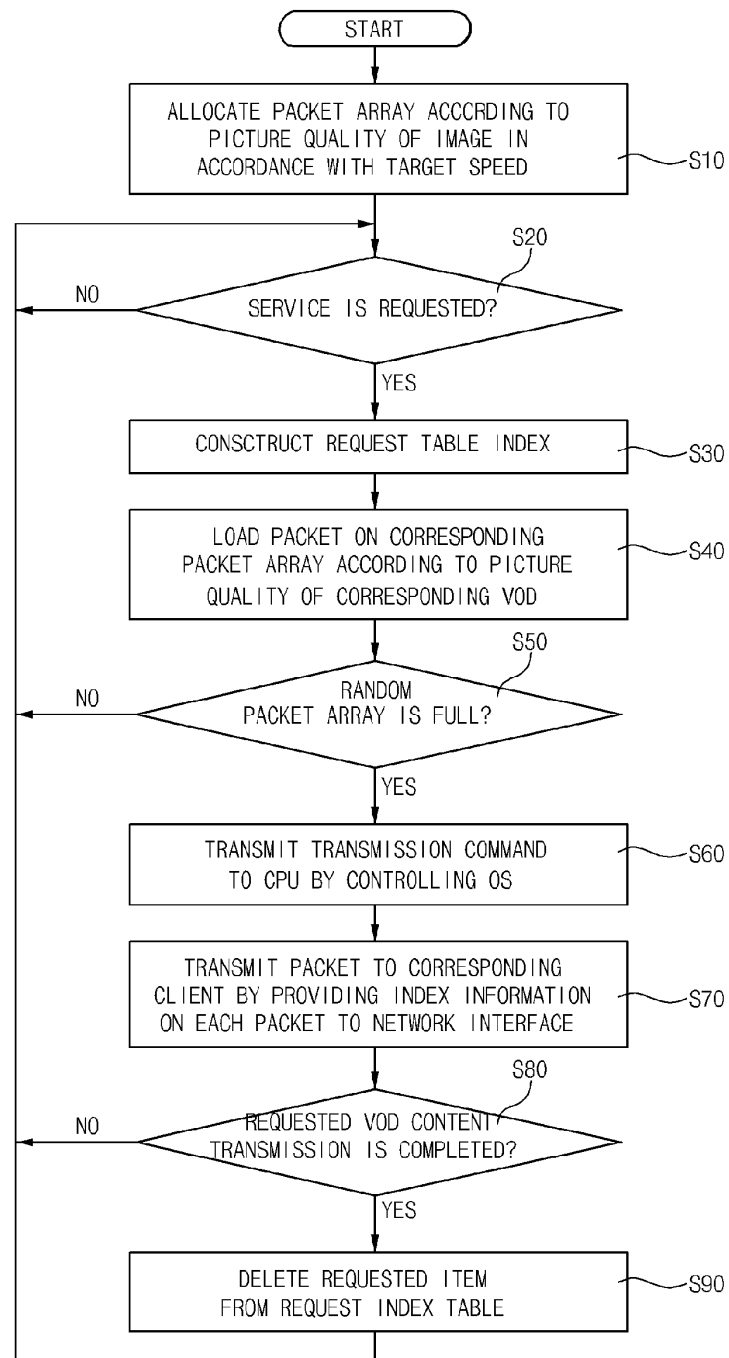 START
ALLOCATE PACKET ARRAY ACCCRDING TO
PICTURE QUALITY OF IMAGE IN
ACCORDANCE WITH TARGET SPEED
S10
S20
SERVICE IS REQUESTED?
NO
YES
CONSCTRUCT REQUEST TABLE INDEX
S30
LOAD PACKET ON CORRESPONDING
PACKET ARRAY ACCORDING TO PICTURE
QUALITY OF CORRESPONDING VOD
S40
S50
RANDOM
PACKET ARRAY IS FULL?
NO
YES
TRANSMIT TRANSMISSION COMMAND
TO CPU BY CONTROLLING OS
S60
TRANSMIT PACKET TO CORRESPONDING
CLIENT BY PROVIDING INDEX INFORMATION
ON EACH PACKET TO NETWORK INTERFACE
S70
S80
REQUESTED VOD CONTENT
TRANSMISSION IS COMPLETED?
NO
YES
DELETE REQUESTED ITEM
FROM REQUEST INDEX TABLE
S90